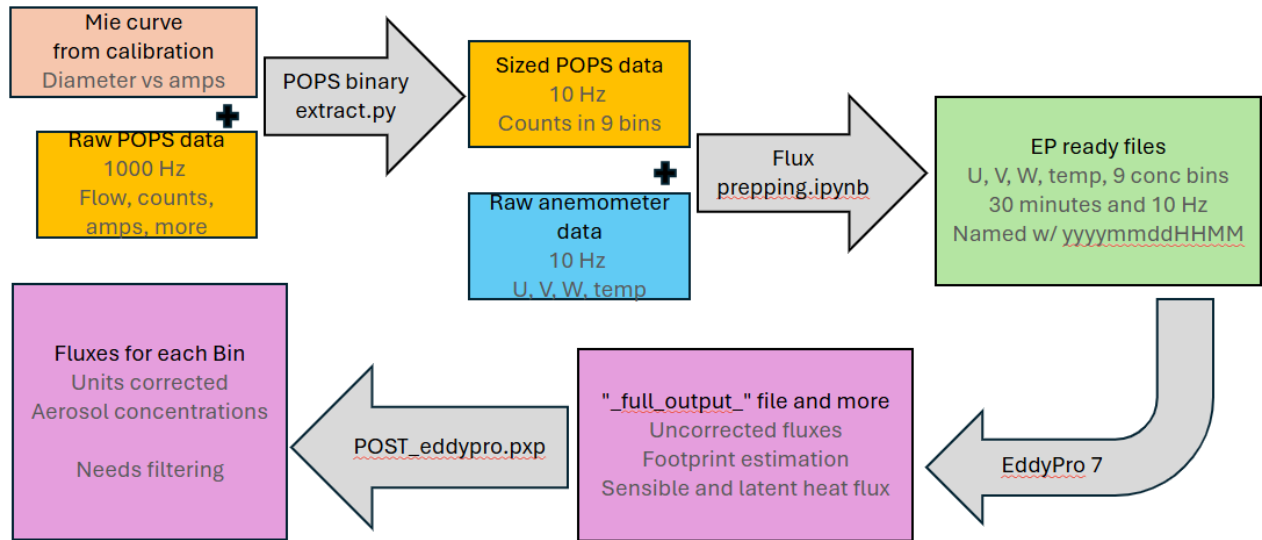 Mie curve
from calibration
Diameter vs amps
Raw POPS data
1000 Hz
Flow, counts,
amps, more
POPS binary
extract.py
Sized POPS data
10 Hz
Counts in 9 bins
Raw anemometer
data
10 Hz
U, V, W, temp
Flux
prepping.ipynb
EP ready files
U, V, W, temp, 9 conc bins
30 minutes and 10 Hz
Named w/ yyyymmddHHMM
EddyPro 7
"_full_output_" file and more
Uncorrected fluxes
Footprint estimation
Sensible and latent heat flux
POST_eddypro.pxp
Fluxes for each Bin
Units corrected
Aerosol concentrations
Needs filtering